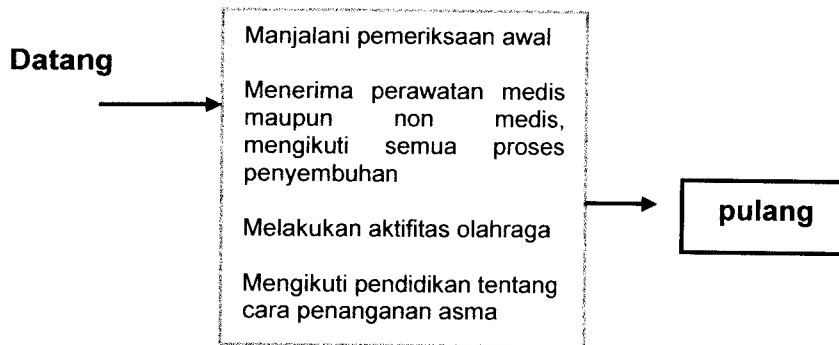 Datang
Manjalani pemeriksaan awal
Menerima perawatan medis
maupun non medis,
mengikuti semua proses
penyembuhan
Melakukan aktifitas olahraga
Mengikuti pendidikan tentang
cara penanganan asma
pulang